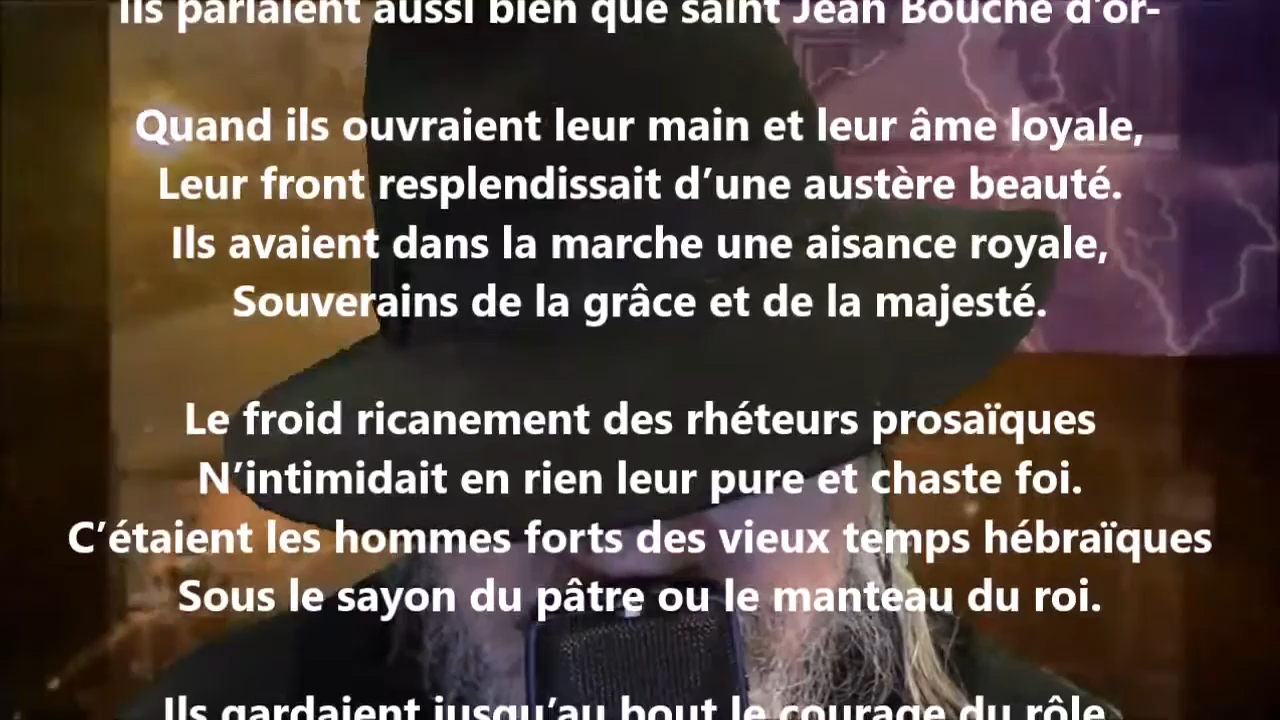 Ils parlaient aussi bien que saint Jean Bouche d’or-
Quand ils ouvraient leur main et leur âme loyale,
Leur front resplendissait d’une austère beauté.
Ils avaient dans la marche une aisance royale,
Souverains de la grâce et de la majesté.
Le froid ricanement des rhéteurs prosaïques
N’intimidait en rien leur pure et chaste foi.
C’étaient les hommes forts des vieux temps hébraïques
Sous le sayon du pâtre ou le manteau du roi.
Ils gardaient jusqu’au bout le courage du rôle